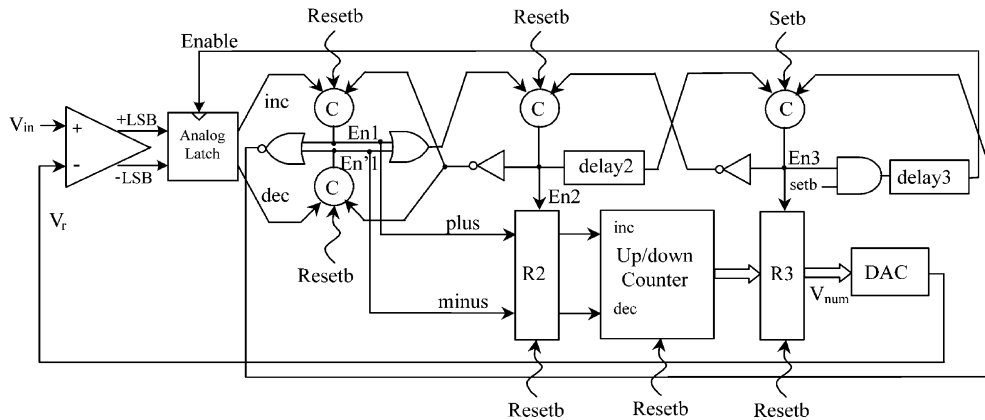 Resetb
Resetb
Setb
Enable
C
C
C
inc
+LSB
V_in
+
-
Analog
Latch
-LSB
En1
En'1
dec
C
delay2
En3
setb
delay3
V_r
En2
Resetb
plus
minus
R2
inc
Up/down
Counter
dec
R3
V_num
DAC
Resetb
Resetb
Resetb